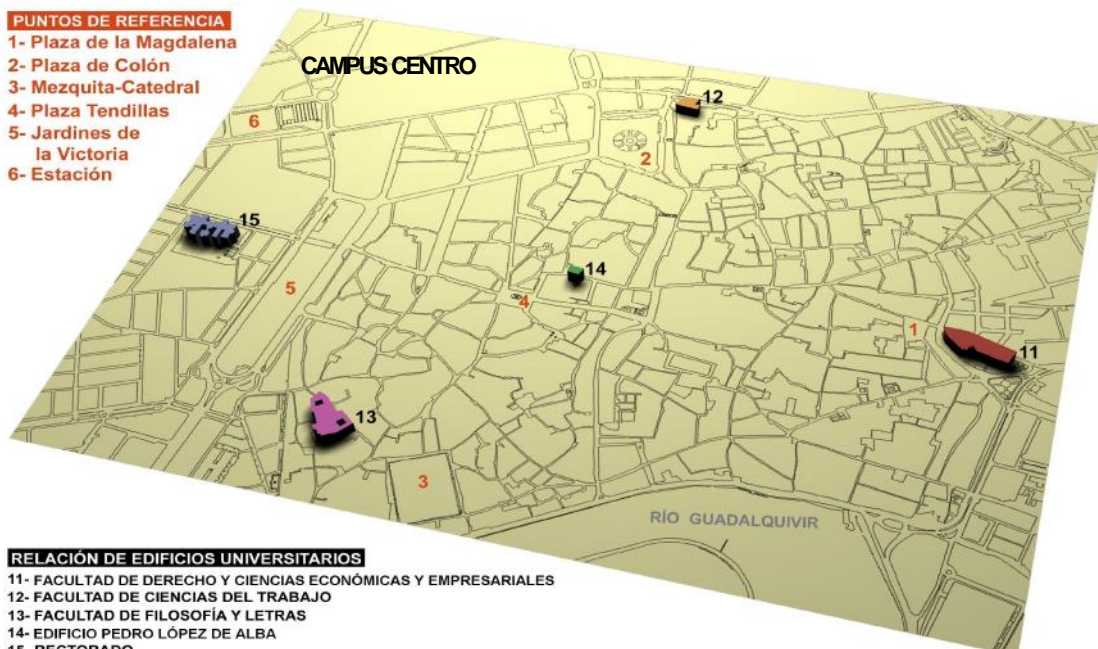 PUNTOS DE REFERENCIA
1- Plaza de la Magdalena
2- Plaza de Colón
3- Mezquita-Catedral
4- Plaza Tendillas
5- Jardines de
la Victoria
6- Estación
CAMPUS CENTRO
12
6
2
15
14
5
4
1
11
13
3
RÍO GUADALQUIVIR
RELACIÓN DE EDIFICIOS UNIVERSITARIOS
11- FACULTAD DE DERECHO Y CIENCIAS ECONÓMICAS Y EMPRESARIALES
12- FACULTAD DE CIENCIAS DEL TRABAJO
13- FACULTAD DE FILOSOFÍA Y LETRAS
14- EDIFICIO PEDRO LÓPEZ DE ALBA
15- RECTORADO